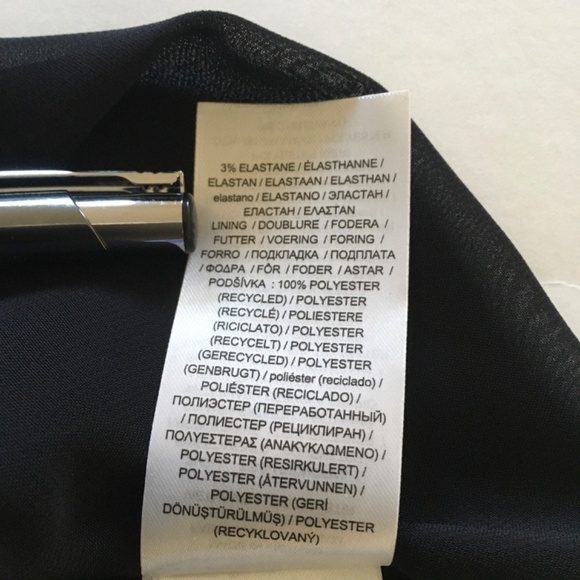 3% ELASTANE / ÉLASTHANNE /
ELASTAN / ELASTAAN / ELASTHAN /
elastano / ELASTANO / ЭЛАСТАН /
ЕЛАСТАН / ΕΛΑΣΤΑΝ
LINING / DOUBLURE / FODERA /
FUTTER / VOERING / FORING /
FORRO / ПОДКЛАДКА / ПОДПЛАТА
/ ΦΟΔΡΑ / FÔR / FODER / ASTAR /
PODŠÍVKA : 100% POLYESTER
(RECYCLED) / POLYESTER
(RECYCLÉ) / POLIESTERE
(RICICLATO) / POLYESTER
(RECYCELT) / POLYESTER
(GERECYCLED) / POLYESTER
(GENBRUGT) / poliéster (reciclado) /
POLIÉSTER (RECICLADO) /
ПОЛИЭСТЕР (ПЕРЕРАБОТАННЫЙ)
/ ПОЛИЕСТЕР (РЕЦИКЛИРАН) /
ΠΟΛΥΕΣΤΕΡΑΣ (ΑΝΑΚΥΚΛΩΜΕΝΟ) /
POLYESTER (RESIRKULERT) /
POLYESTER (ÅTERVUNNEN) /
POLYESTER (GERİ
DÖNÜŞTÜRÜLMÜŞ) / POLYESTER
(RECYKLOVANÝ)